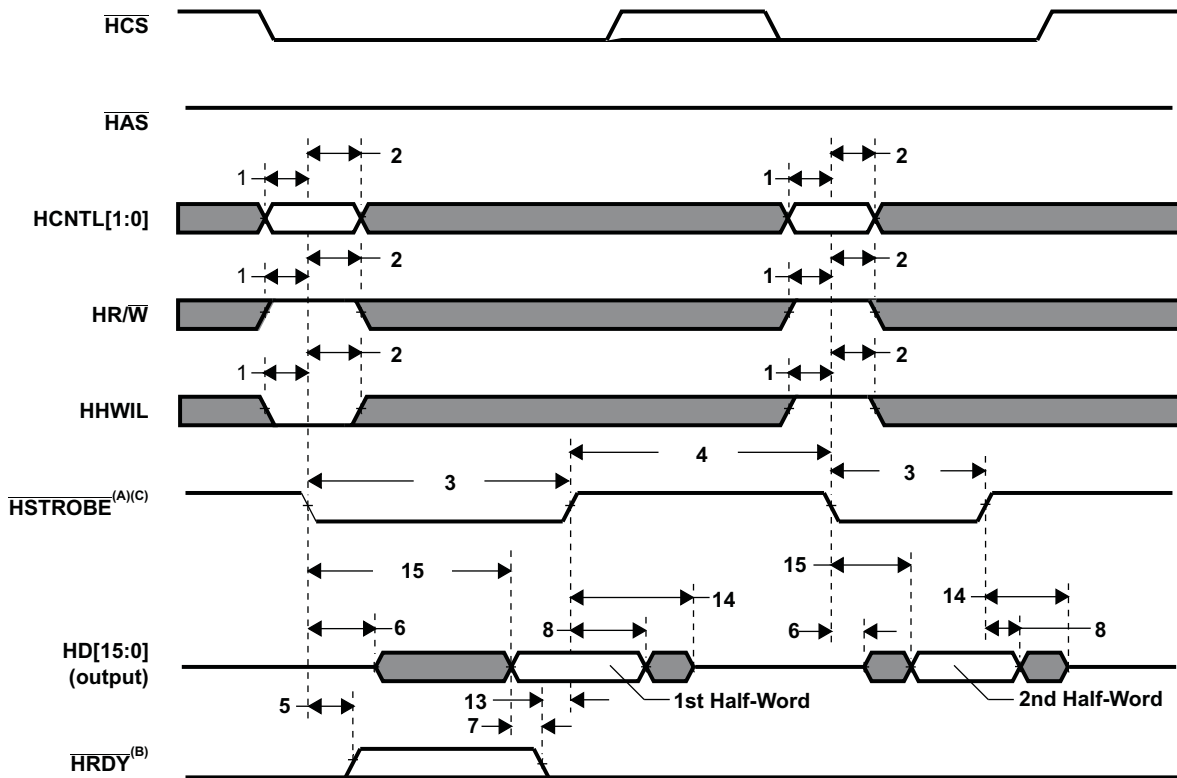 HCS
HAS
2 2
1 1
HCNTL[1:0]
2 2
1 1
HR/W
2 2
1 1
HHWIL
4
3 3
HSTROBE(A)(C)
15 15
14 14
6 8 6 8
HD[15:0]
(output)
5 13 1st Half-Word 2nd Half-Word
7
HRDY(B)